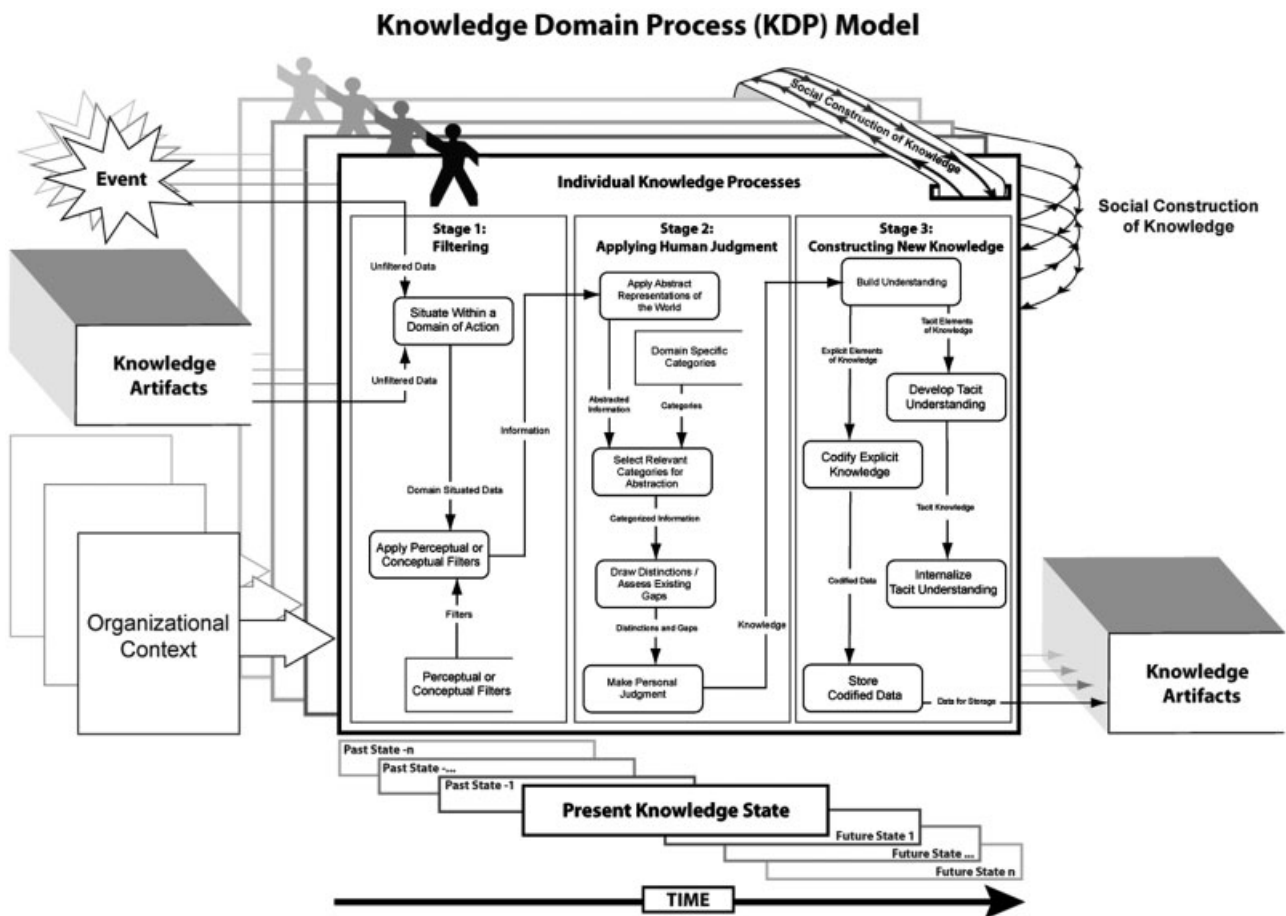 Knowledge Domain Process (KDP) Model
Social Construction of Knowledge
Event
Individual Knowledge Processes
Social Construction
of Knowledge
Stage 1:
Filtering
Unfiltered Data
Situate Within a
Domain of Action
Unfiltered Data
Knowledge
Artifacts
Information
Domain Situated Data
Apply Perceptual or
Conceptual Filters
Filters
Perceptual or
Conceptual Filters
Organizational
Context
Stage 2:
Applying Human Judgment
Apply Abstract
Representations of
the World
Domain Specific
Categories
Abstracted
Information
Categories
Select Relevant
Categories for
Abstraction
Categorized Information
Draw Distinctions /
Assess Existing
Gaps
Distinctions and Gaps
Make Personal
Judgment
Knowledge
Stage 3:
Constructing New Knowledge
Build Understanding
Tacit Elements
of Knowledge
Explicit Elements
of Knowledge
Develop Tacit
Understanding
Codify Explicit
Knowledge
Tacit Knowledge
Codified Data
Internalize
Tacit Understanding
Store
Codified Data
Data for Storage
Knowledge
Artifacts
Past State -n
Past State -...
Past State -1
Present Knowledge State
Future State 1
Future State ...
Future State n
TIME